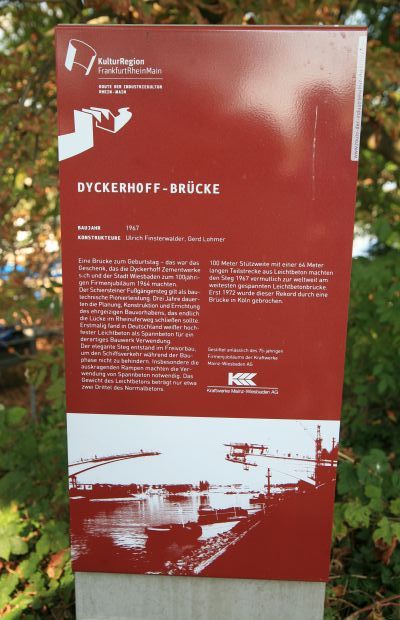 KulturRegion
FrankfurtRheinMain
ROUTE DER INDUSTRIEKULTUR
RHEIN-MAIN
DYCKERHOFF-BRÜCKE
BAUJAHR 1967
KONSTRUKTEURE Ulrich Finsterwalder, Gerd Lohmer
Eine Brücke zum Geburtstag – das war das
Geschenk, das die Dyckerhoff Zementwerke
sich und der Stadt Wiesbaden zum 100jähri-
gen Firmenjubiläum 1964 machten.
Der Schiersteiner Fußgängersteg gilt als bau-
technische Pionierleistung. Drei Jahre dauer-
ten die Planung, Konstruktion und Errichtung
des ehrgeizigen Bauvorhabens, das endlich
die Lücke im Rheinuferweg schließen sollte.
Erstmalig fand in Deutschland weißer hoch-
fester Leichtbeton als Spannbeton für ein
derartiges Bauwerk Verwendung.
Der elegante Steg entstand im Freivorbau,
um den Schiffsverkehr während der Bau-
phase nicht zu behindern. Insbesondere die
auskragenden Rampen machten die Ver-
wendung von Spannbeton notwendig. Das
Gewicht des Leichtbetons beträgt nur etwa
zwei Drittel des Normalbetons.
100 Meter Stützweite mit einer 64 Meter
langen Teilstrecke aus Leichtbeton machten
den Steg 1967 vermutlich zur weltweit am
weitesten gespannten Leichtbetonbrücke.
Erst 1972 wurde dieser Rekord durch eine
Brücke in Köln gebrochen.
Gestiftet anlässlich des 75-jährigen
Firmenjubiläums der Kraftwerke
Mainz-Wiesbaden AG
KMW
Kraftwerke Mainz-Wiesbaden AG